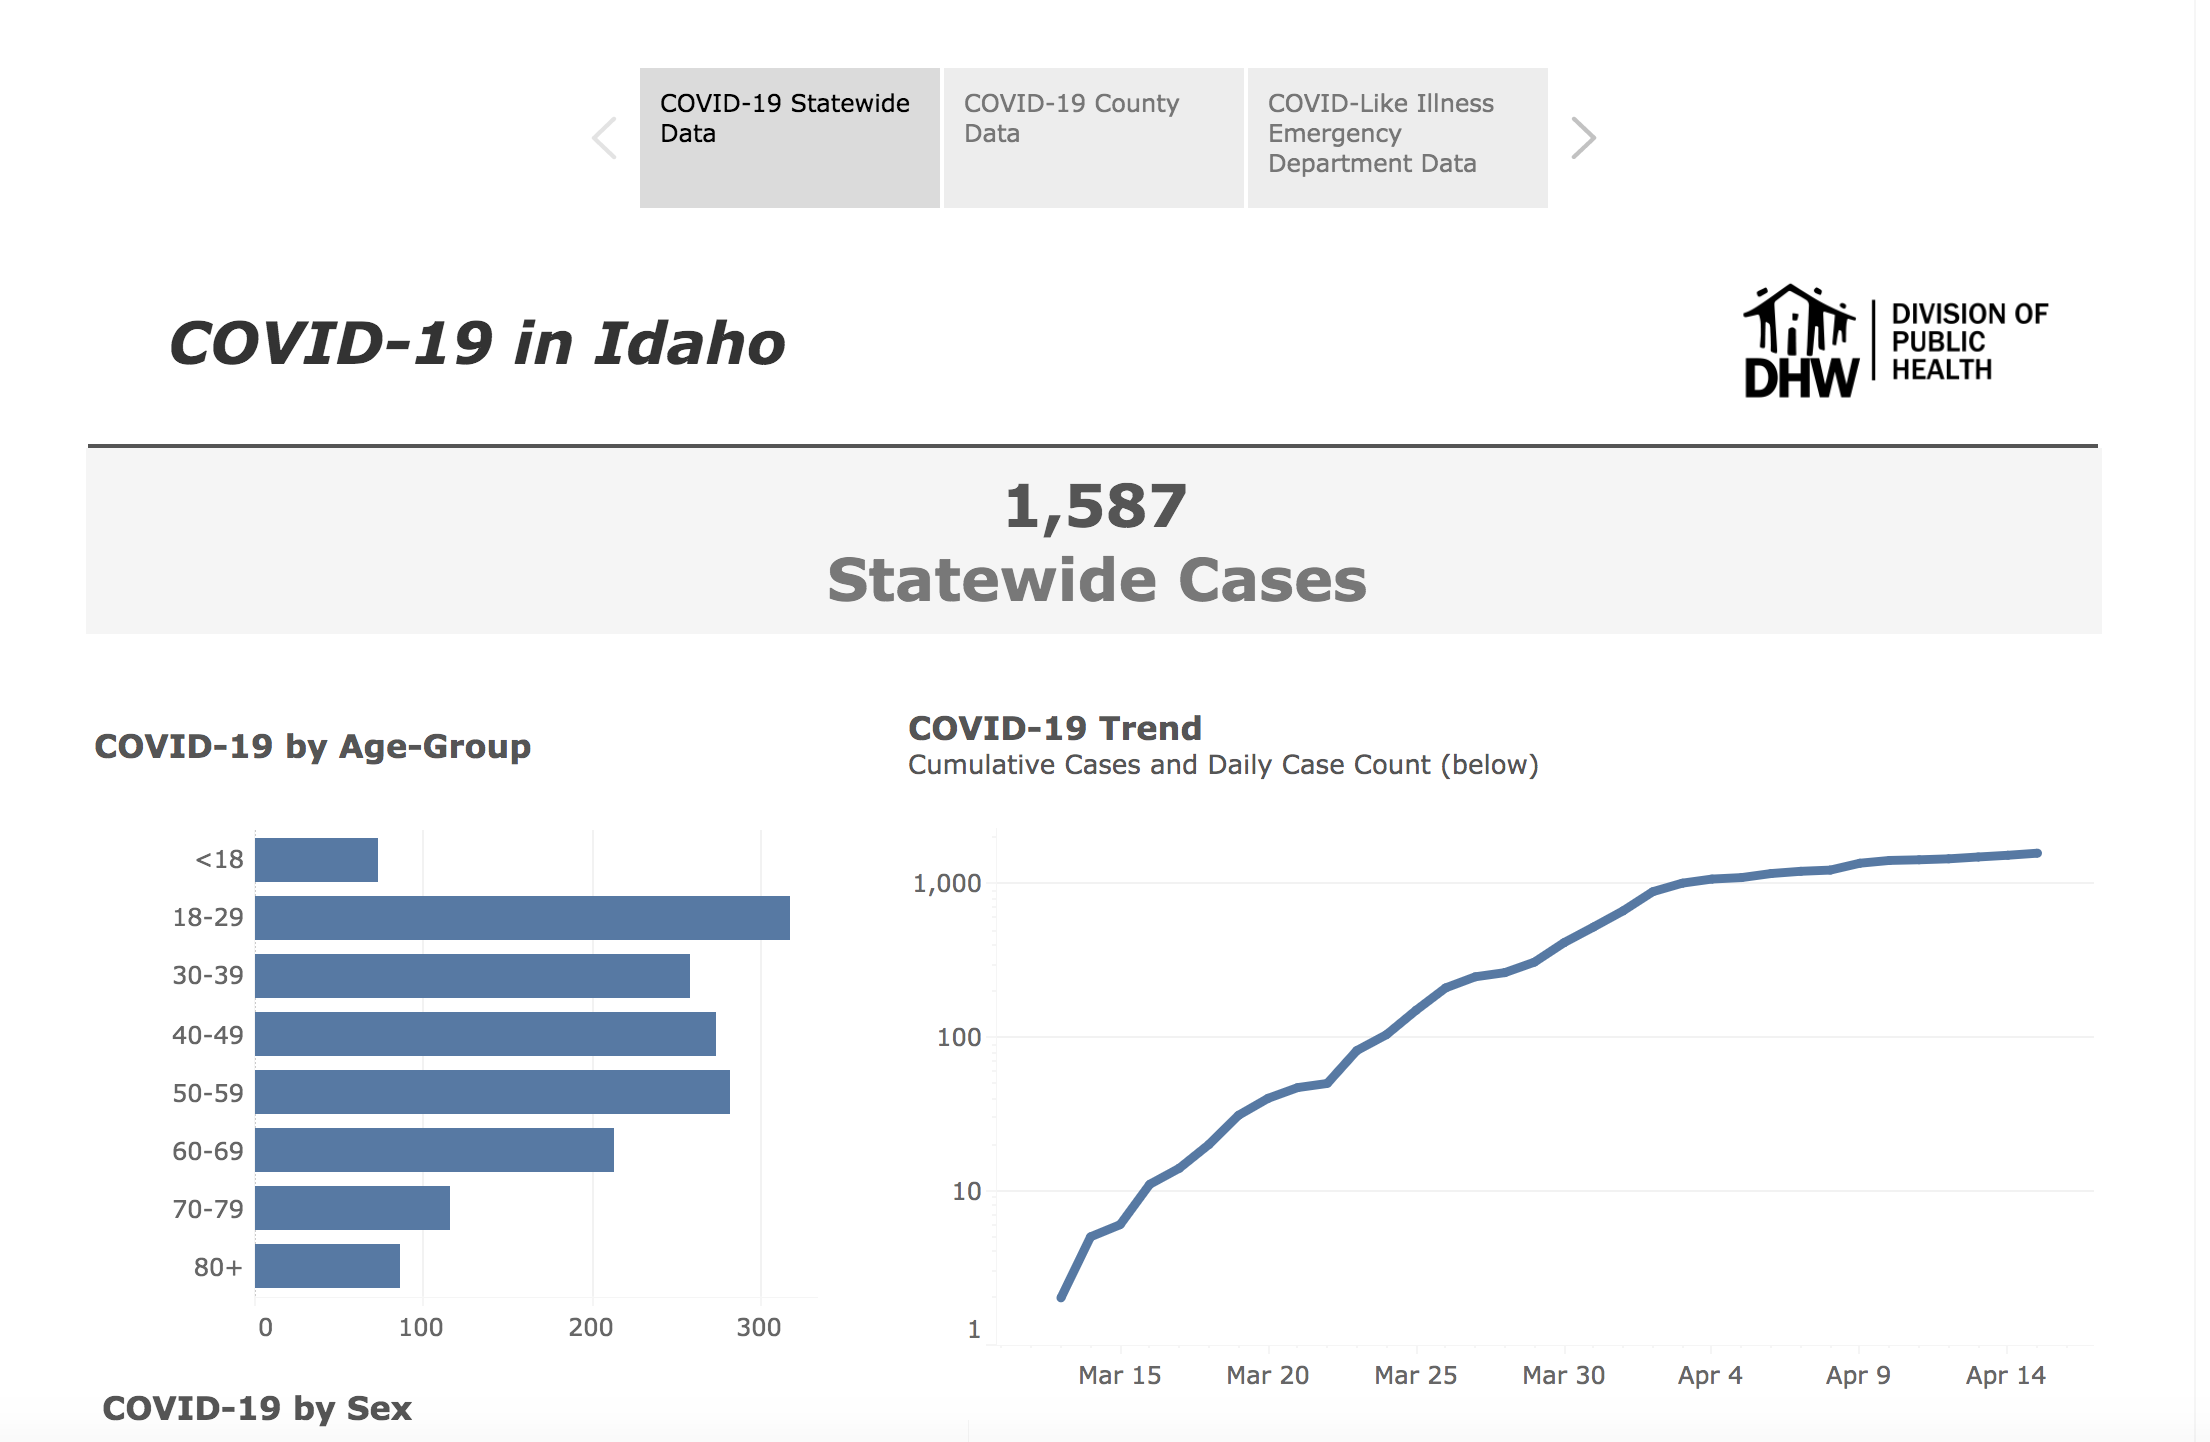 COVID-19 Statewide
Data
COVID-19 County
Data
COVID-Like Illness
Emergency
Department Data
COVID-19 in Idaho
DHW
DIVISION OF
PUBLIC
HEALTH
1,587
Statewide Cases
COVID-19 by Age-Group
<18
18-29
30-39
40-49
50-59
60-69
70-79
80+
0 100 200 300
COVID-19 Trend
Cumulative Cases and Daily Case Count (below)
1,000
100
10
1
Mar 15 Mar 20 Mar 25 Mar 30 Apr 4 Apr 9 Apr 14
COVID-19 by Sex